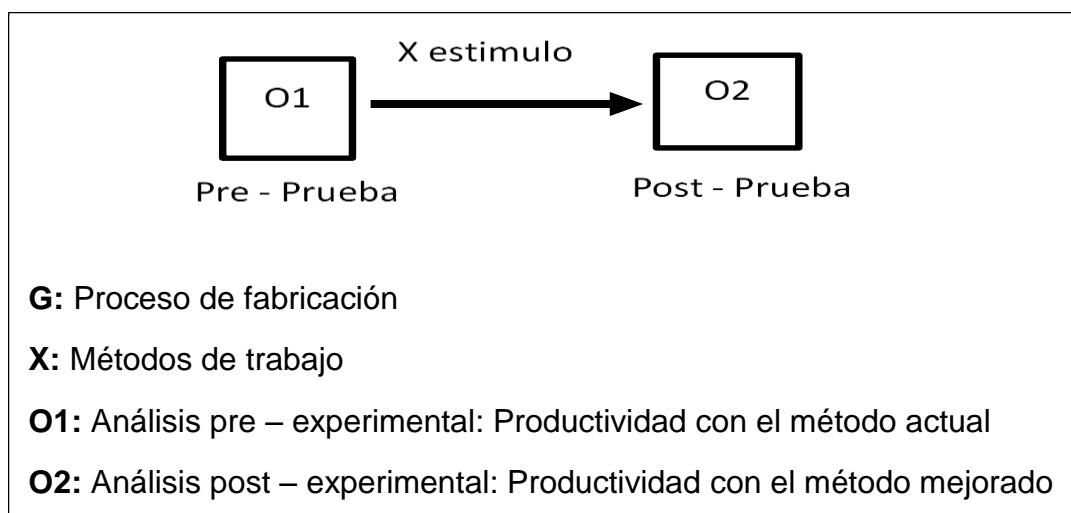 X estimulo
O1
O2
Pre - Prueba
Post - Prueba
G: Proceso de fabricación
X: Métodos de trabajo
O1: Análisis pre – experimental: Productividad con el método actual
O2: Análisis post – experimental: Productividad con el método mejorado